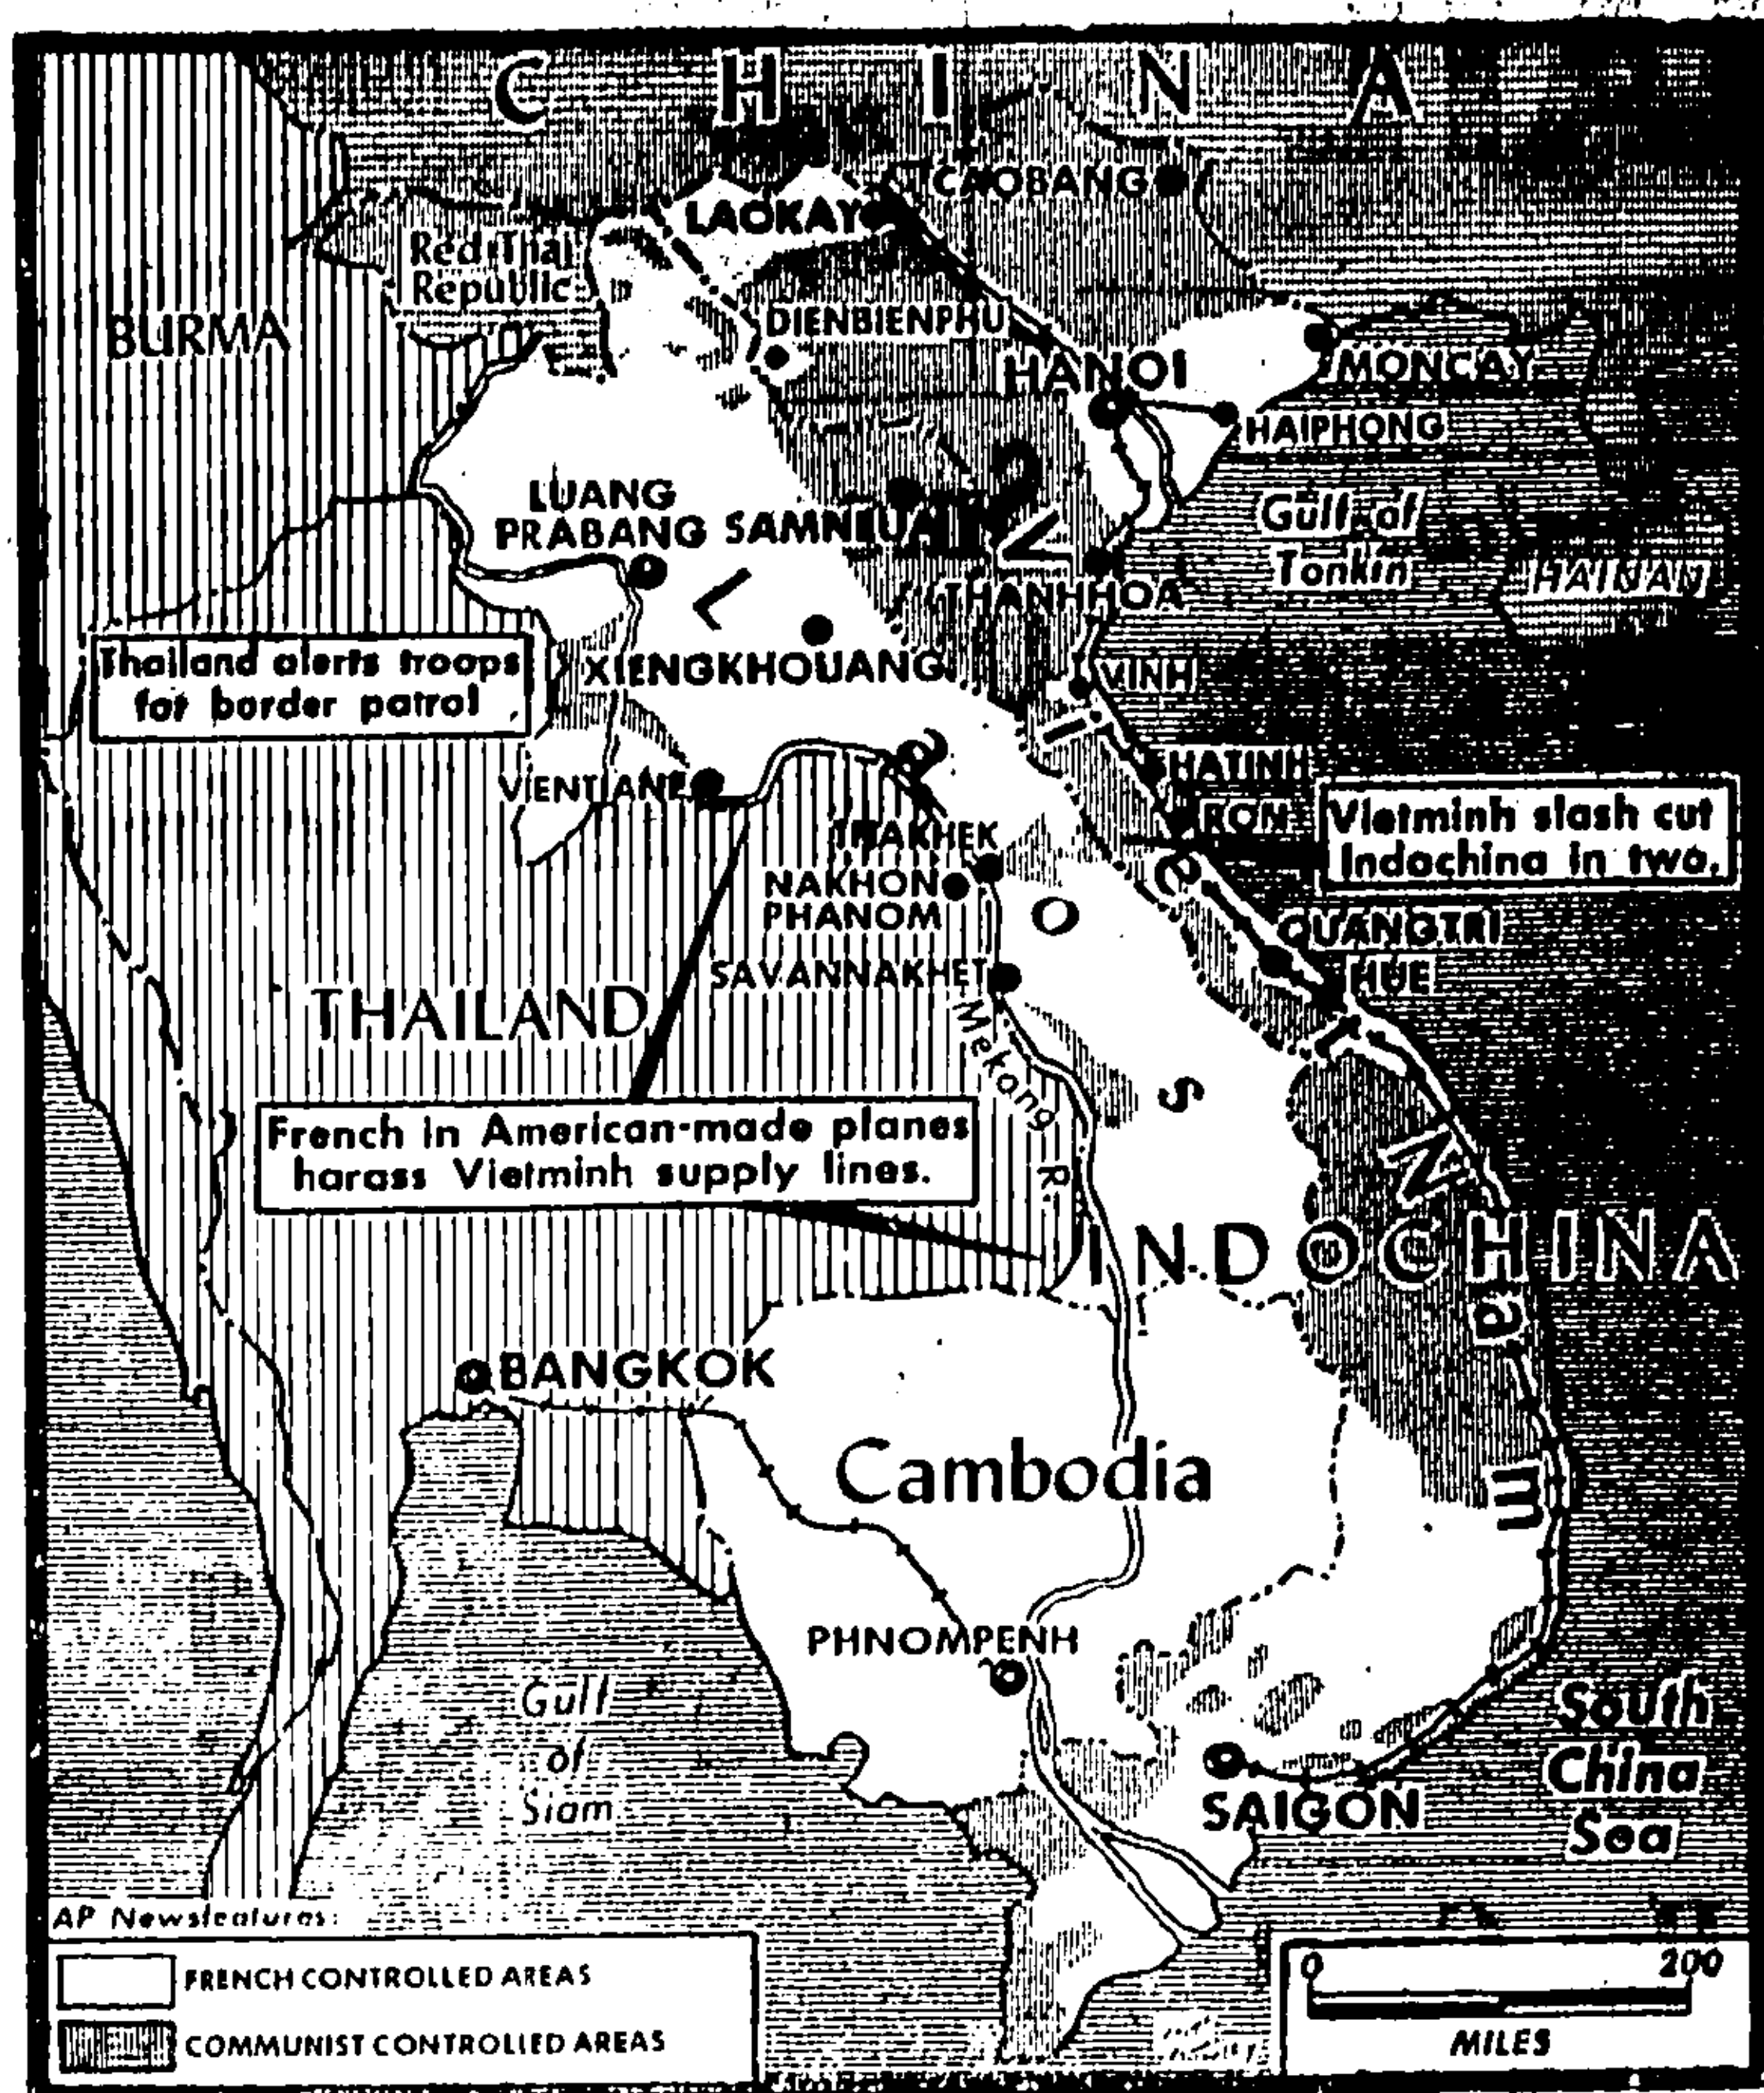 CHINA
CAOBANG
LAOKAY
Red Thai
Republic
BURMA
DIENBIENPHU
HANOI
MONCAY
HAIPHONG
LUANG
PRABANG
SAMNEUA
Gulf of
Tonkin
HAINAN
THANHHOA
Thailand alerts troops
for border patrol
XIENGKHOUANG
VINH
Laos
HATINH
VIENTIANE
RON
Vietminh slash cut
Indochina in two.
THAKHEK
NAKHON
PHANOM
QUANGTRI
SAVANNAKHET
HUE
THAILAND
Mekong R.
French in American-made planes
harass Vietminh supply lines.
INDOCHINA
VietNam
BANGKOK
Cambodia
PHNOMPENH
Gulf
of
Siam
SAIGON
South
China
Sea
AP Newsfeatures
FRENCH CONTROLLED AREAS
COMMUNIST CONTROLLED AREAS
0 200
MILES